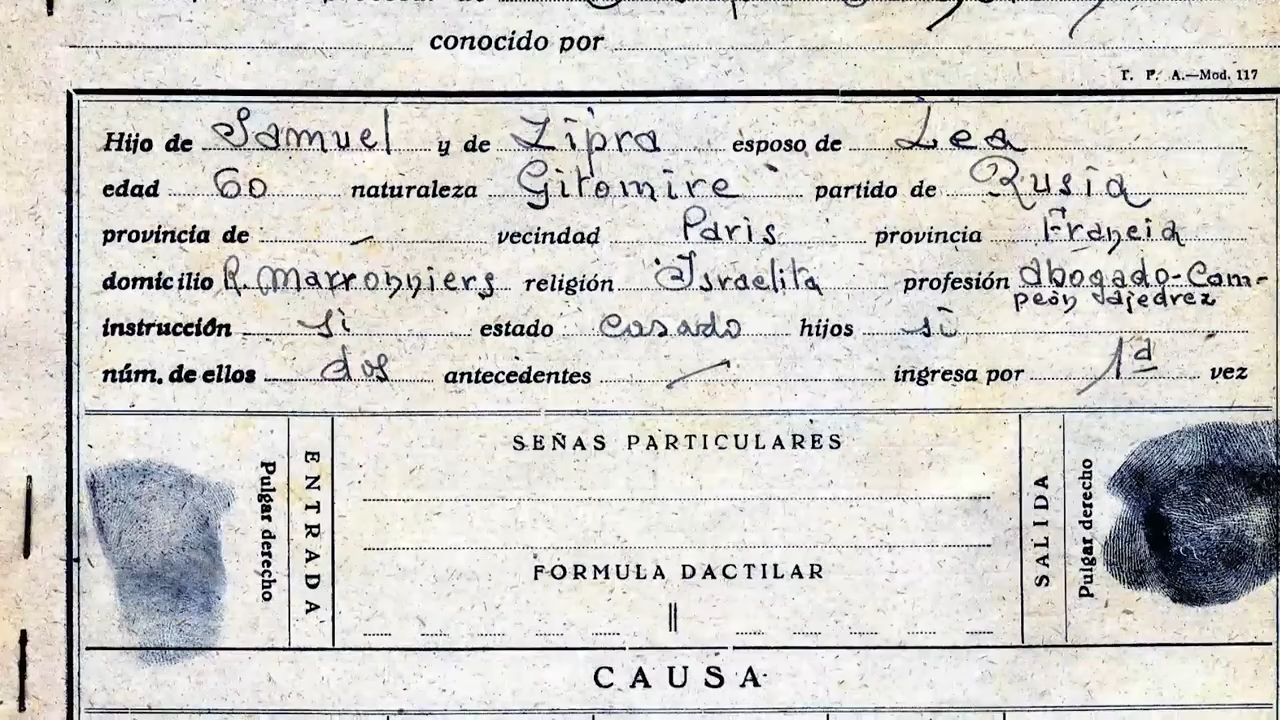 conocido por
T. P. A.—Mod. 117
Hijo de Samuel y de Zipra esposo de Lea
edad 60 naturaleza Gitomire partido de Rusia
provincia de — vecindad Paris provincia Francia
domicilio R. Marronniers religión Israelita profesión abogado-Cam-
peón Ajedrez
instrucción si estado casado hijos si
núm. de ellos dos antecedentes — ingresa por 1ª vez
SEÑAS PARTICULARES
Pulgar derecho
ENTRADA
SALIDA
Pulgar derecho
FORMULA DACTILAR
CAUSA